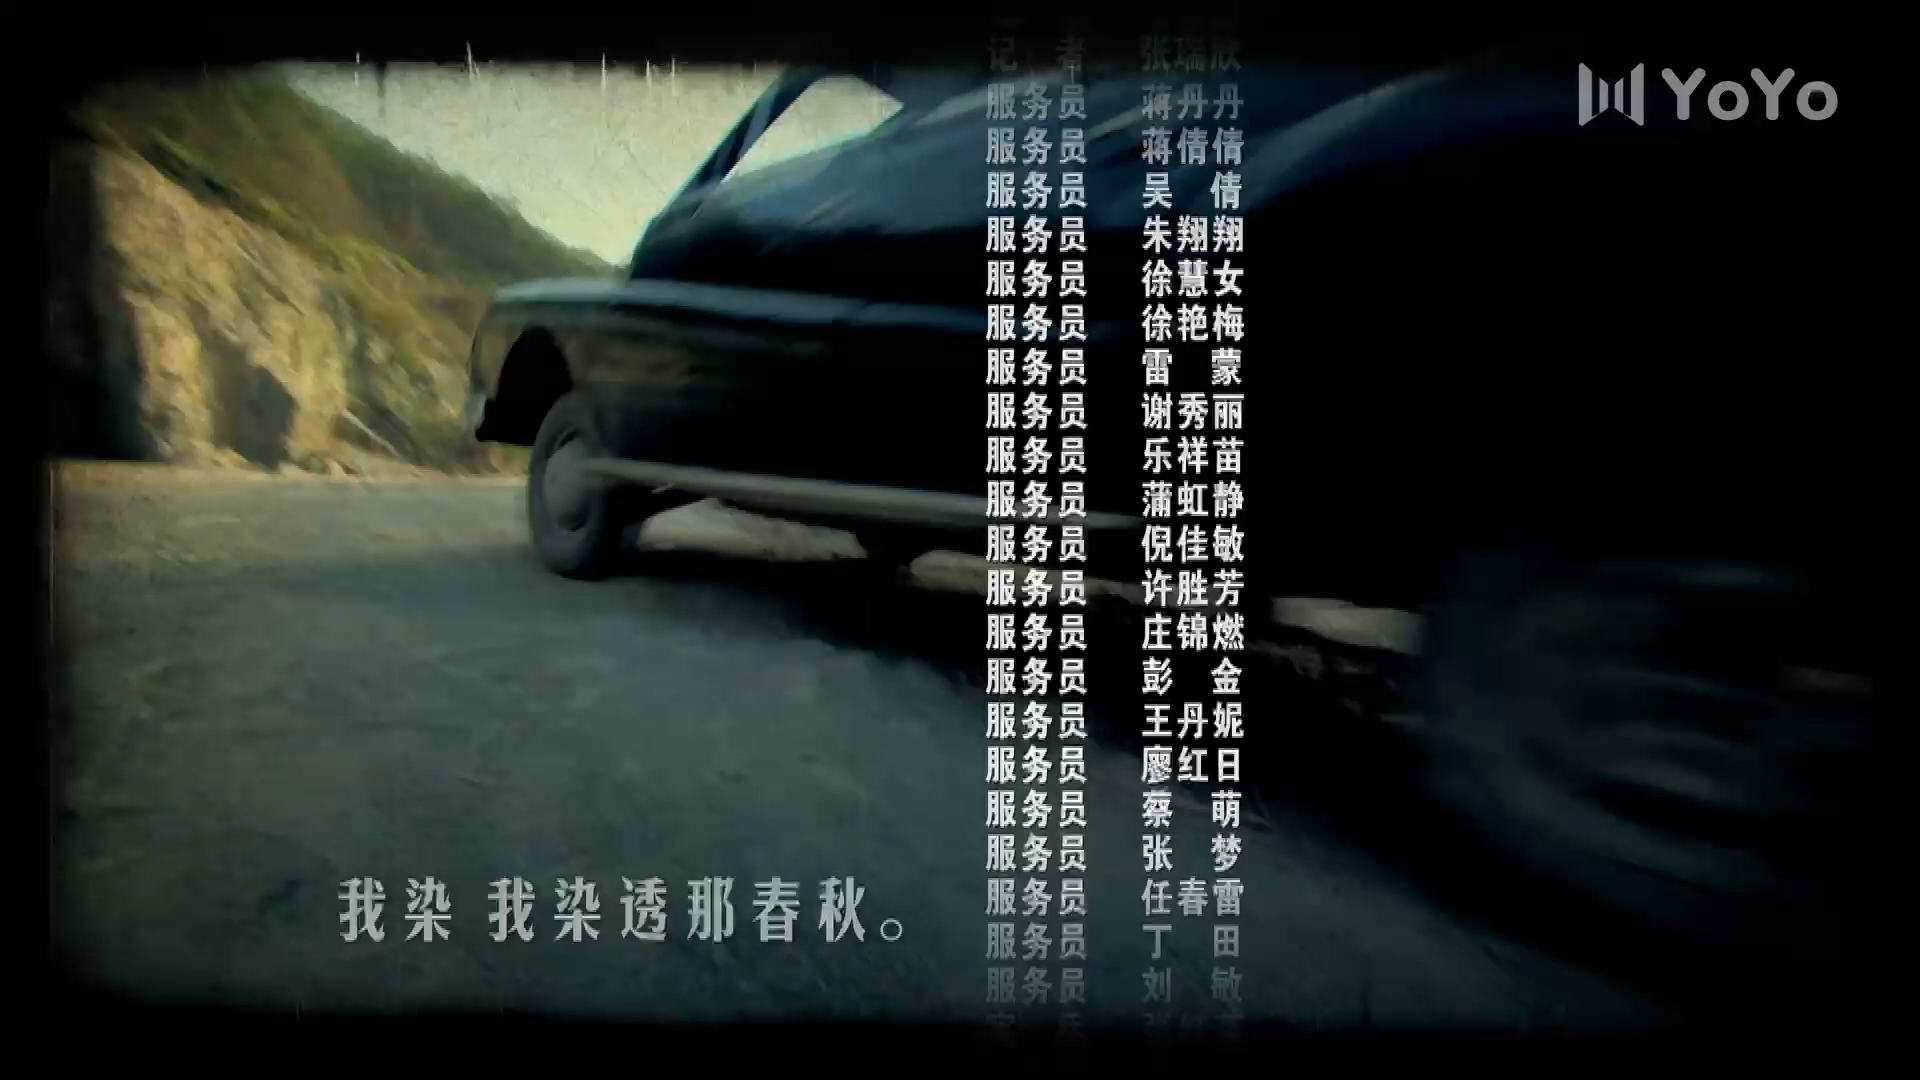 YoYo
记者 张瑞欣
服务员 蒋丹丹
服务员 蒋倩倩
服务员 吴倩
服务员 朱翔翔
服务员 徐慧女
服务员 徐艳梅
服务员 雷蒙
服务员 谢秀丽
服务员 乐祥苗
服务员 蒲虹静
服务员 倪佳敏
服务员 许胜芳
服务员 庄锦燃
服务员 彭金
服务员 王丹妮
服务员 廖红日
服务员 蔡萌
服务员 张梦
服务员 任春雷
服务员 丁田
服务员 刘敏
我染 我染透那春秋。